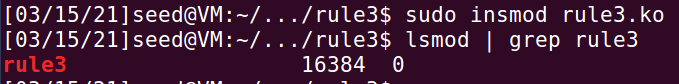 [03/15/21]seed@VM:~/.../rule3$ sudo insmod rule3.ko
[03/15/21]seed@VM:~/.../rule3$ lsmod | grep rule3
rule3                  16384  0